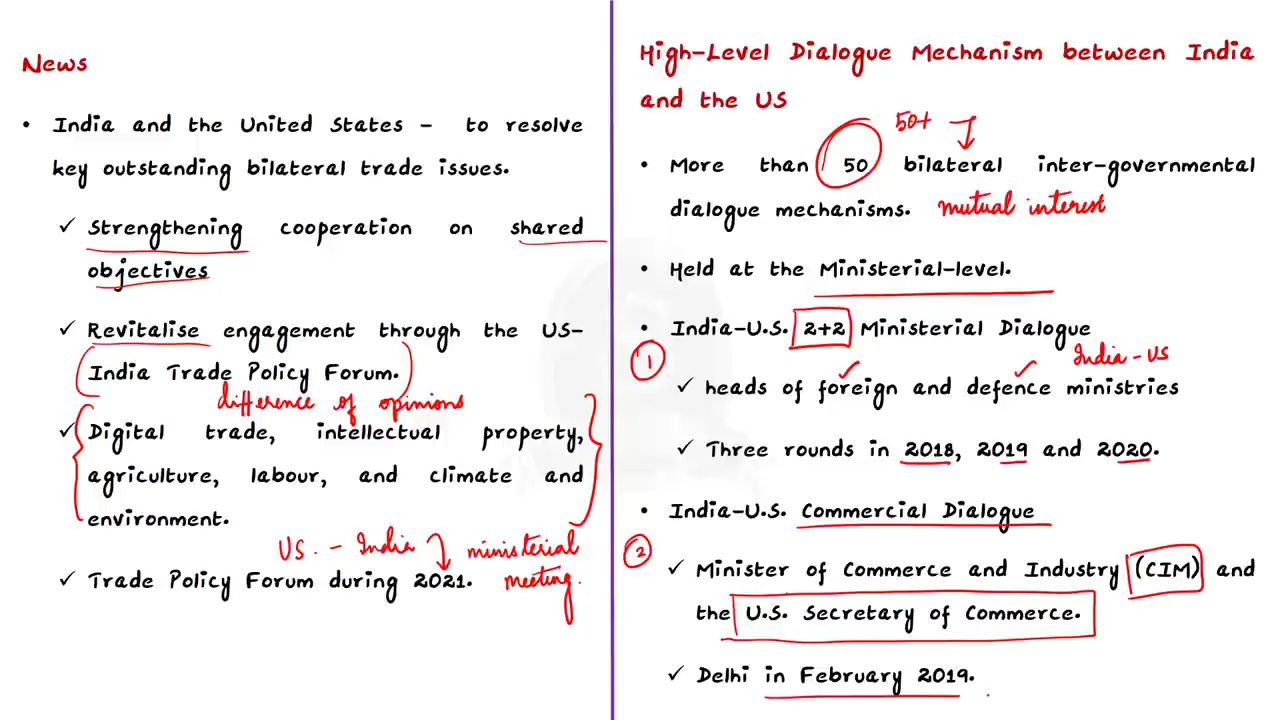 News
• India and the United States – to resolve
key outstanding bilateral trade issues.
✓ Strengthening cooperation on shared
objectives
✓ Revitalise engagement through the US-
India Trade Policy Forum.
difference of opinions
✓ Digital trade, intellectual property,
agriculture, labour, and climate and
environment.
US. - India ministerial
✓ Trade Policy Forum during 2021. meeting.
High-Level Dialogue Mechanism between India
and the US
50+
• More than 50 bilateral inter-governmental
dialogue mechanisms. mutual interest
• Held at the Ministerial-level.
• India-U.S. 2+2 Ministerial Dialogue
1 India - US
✓ heads of foreign and defence ministries
✓ Three rounds in 2018, 2019 and 2020.
• India-U.S. Commercial Dialogue
2
✓ Minister of Commerce and Industry (CIM) and
the U.S. Secretary of Commerce.
✓ Delhi in February 2019.